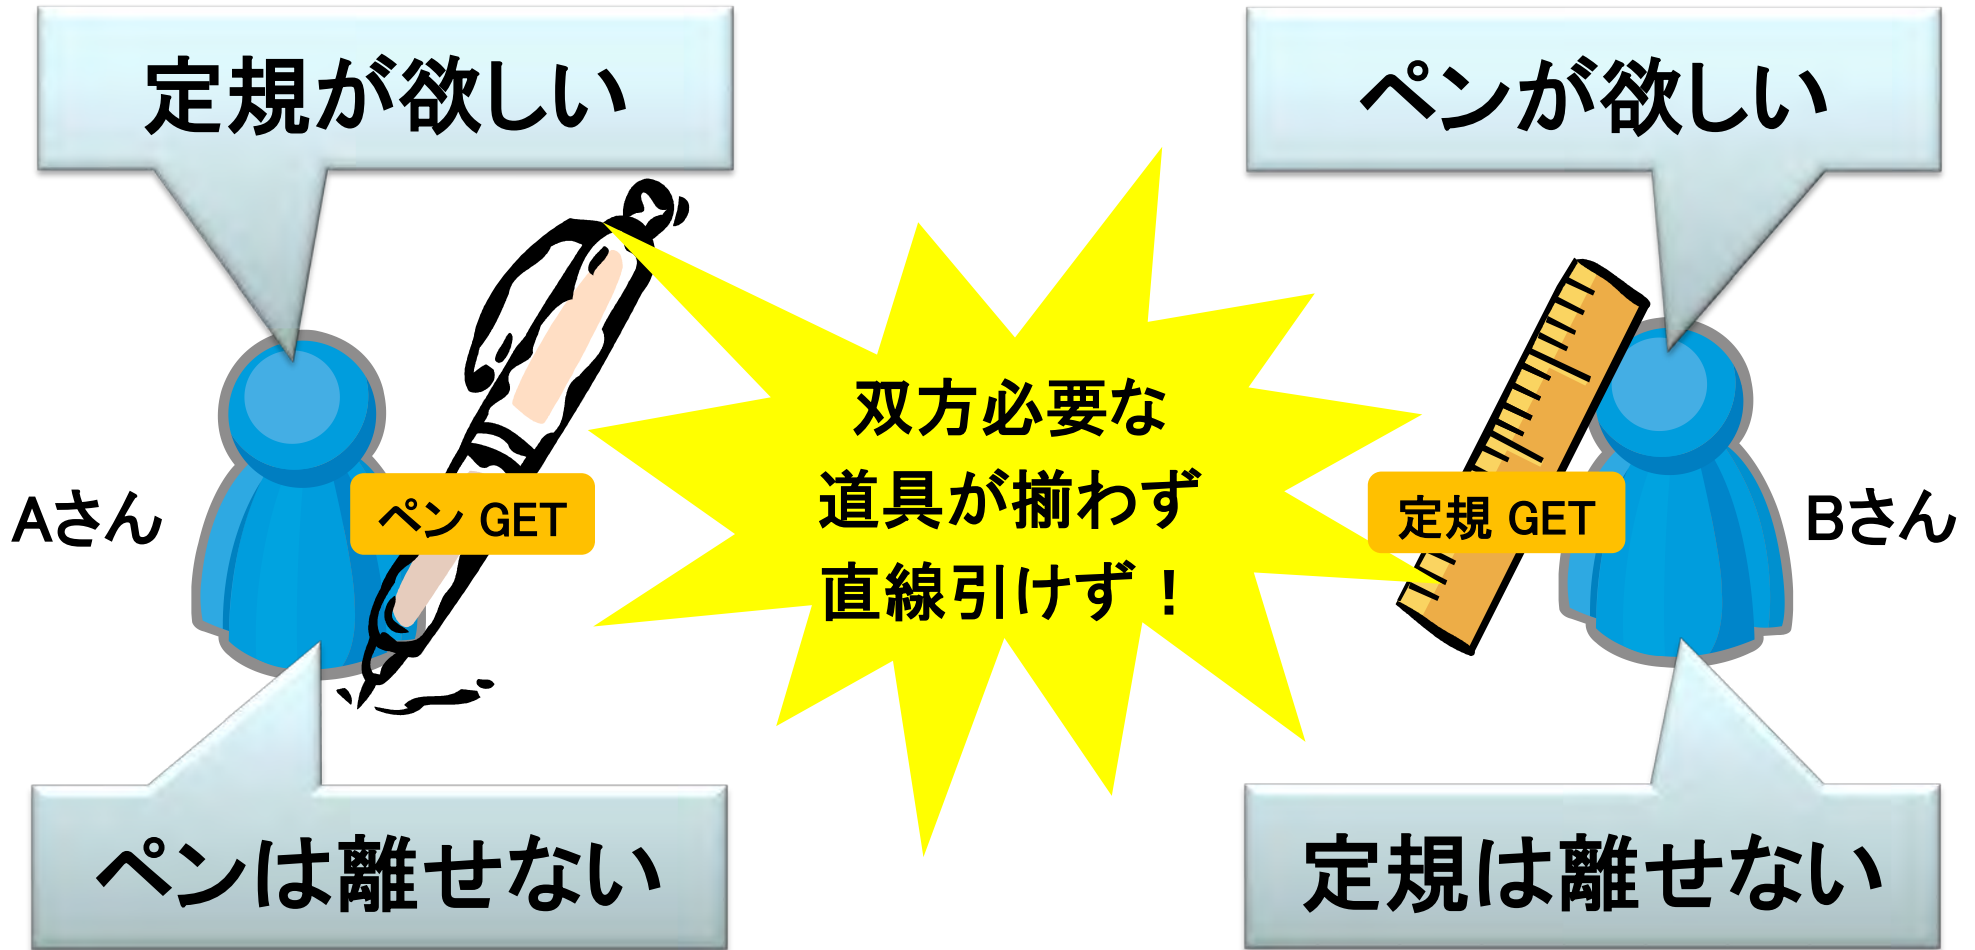 定規が欲しい
ペンが欲しい
双方必要な
道具が揃わず
直線引けず！
Aさん
ペン GET
定規 GET
Bさん
ペンは離せない
定規は離せない